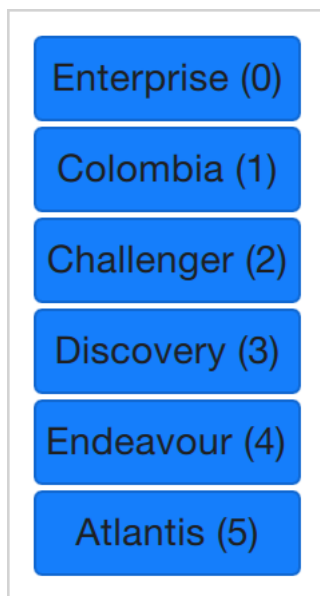 Enterprise (0)
Colombia (1)
Challenger (2)
Discovery (3)
Endeavour (4)
Atlantis (5)